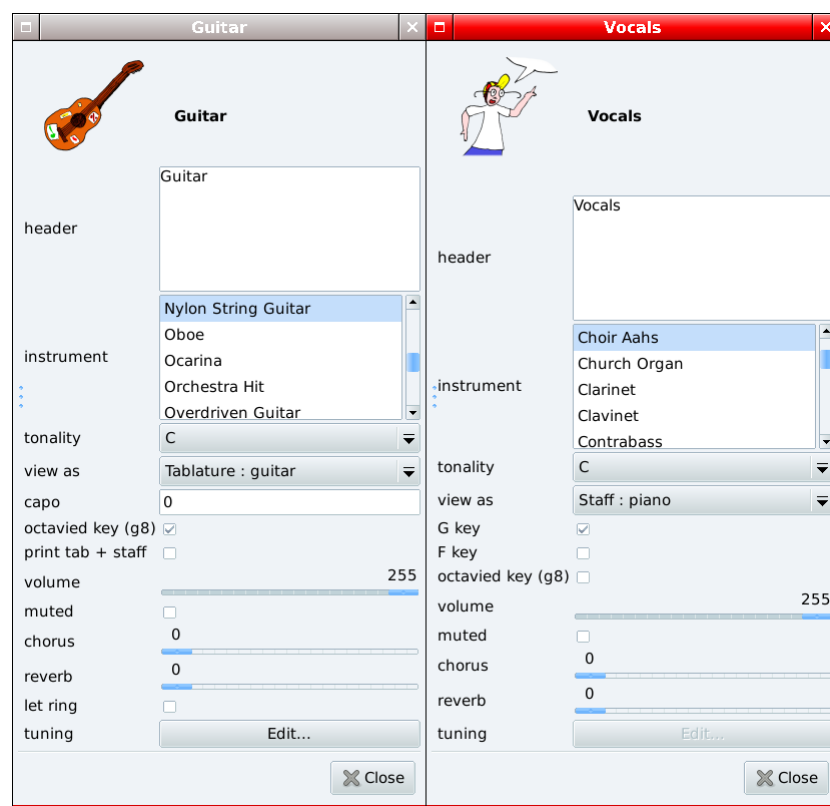 Guitar
Guitar
header
Guitar
instrument
Nylon String Guitar
Oboe
Ocarina
Orchestra Hit
Overdriven Guitar
tonality
C
view as
Tablature : guitar
capo
0
octavied key (g8)
print tab + staff
volume
255
muted
chorus
0
reverb
0
let ring
tuning
Edit...
Close
Vocals
Vocals
header
Vocals
instrument
Choir Aahs
Church Organ
Clarinet
Clavinet
Contrabass
tonality
C
view as
Staff : piano
G key
F key
octavied key (g8)
volume
255
muted
chorus
0
reverb
0
tuning
Edit...
Close